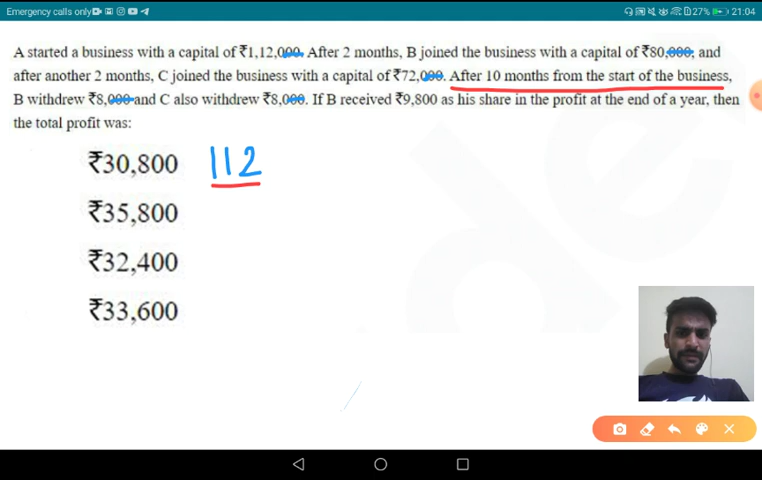 Emergency calls only 27% 21:04
A started a business with a capital of ₹1,12,000. After 2 months, B joined the business with a capital of ₹80,000, and
after another 2 months, C joined the business with a capital of ₹72,000. After 10 months from the start of the business,
B withdrew ₹8,000 and C also withdrew ₹8,000. If B received ₹9,800 as his share in the profit at the end of a year, then
the total profit was:
₹30,800 112
₹35,800
₹32,400
₹33,600